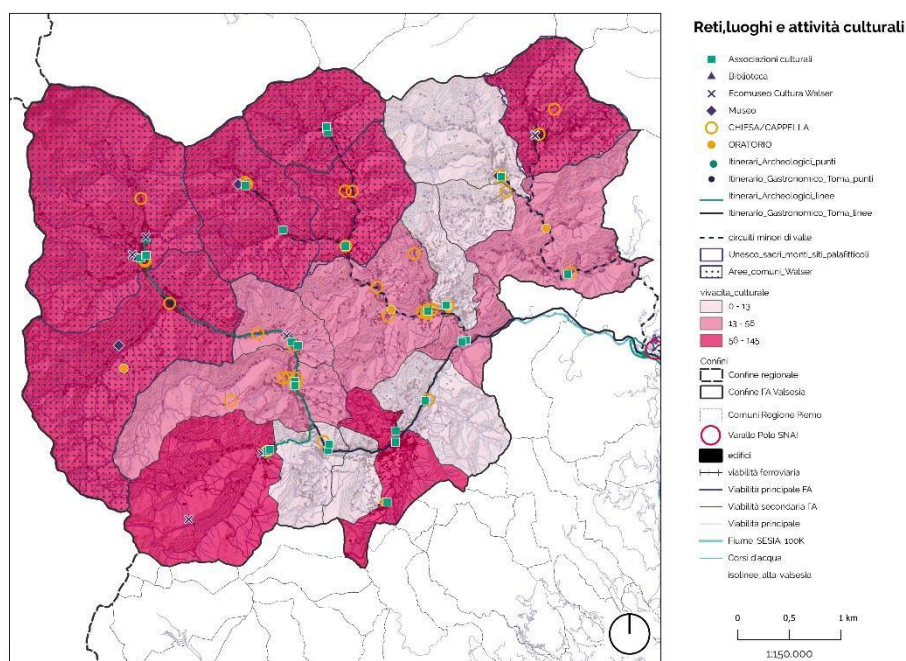 Reti,luoghi e attività culturali
Associazioni culturali
Biblioteca
Ecomuseo Cultura Walser
Museo
CHIESA/CAPPELLA
ORATORIO
Itinerari_Archeologici_punti
Itinerario_Gastronomico_Toma_punti
Itinerari_Archeologici_linee
Itinerario_Gastronomico_Toma_linee
circuiti minori di valle
Unesco_sacri_monti_siti_palafitticoli
Aree_comuni_Walser
vivacita_culturale
0 - 13
13 - 56
56 - 145
Confini
Confine regionale
Confine FA Valsesia
Comuni Regione Piemo
Varallo Polo SNAI
edifici
viabilità ferroviaria
Viabilità principale FA
Viabilità secondaria FA
Viabilità principale
Fiume_SESIA_100K
Corsi d'acqua
isolinee_alta_valsesia
0 0,5 1 km
1:150.000